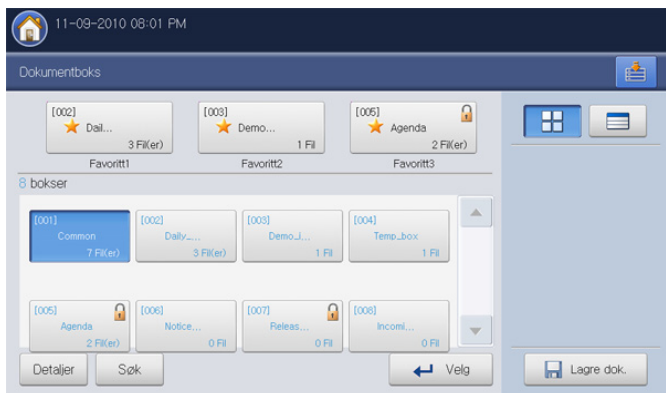 11-09-2010 08:01 PM
Dokumentboks
[002] [003] [005]
Dail... Demo... Agenda
3 Fil(er) 1 Fil 2 Fil(er)
Favoritt1 Favoritt2 Favoritt3
8 bokser
[001] [002] [003] [004]
Common Daily_... Demo_i... Temp_box
7 Fil(er) 3 Fil(er) 1 Fil 1 Fil
[005] [006] [007] [008]
Agenda Notice... Releas... Incomi...
2 Fil(er) 0 Fil 0 Fil 0 Fil
Detaljer Søk Velg Lagre dok.